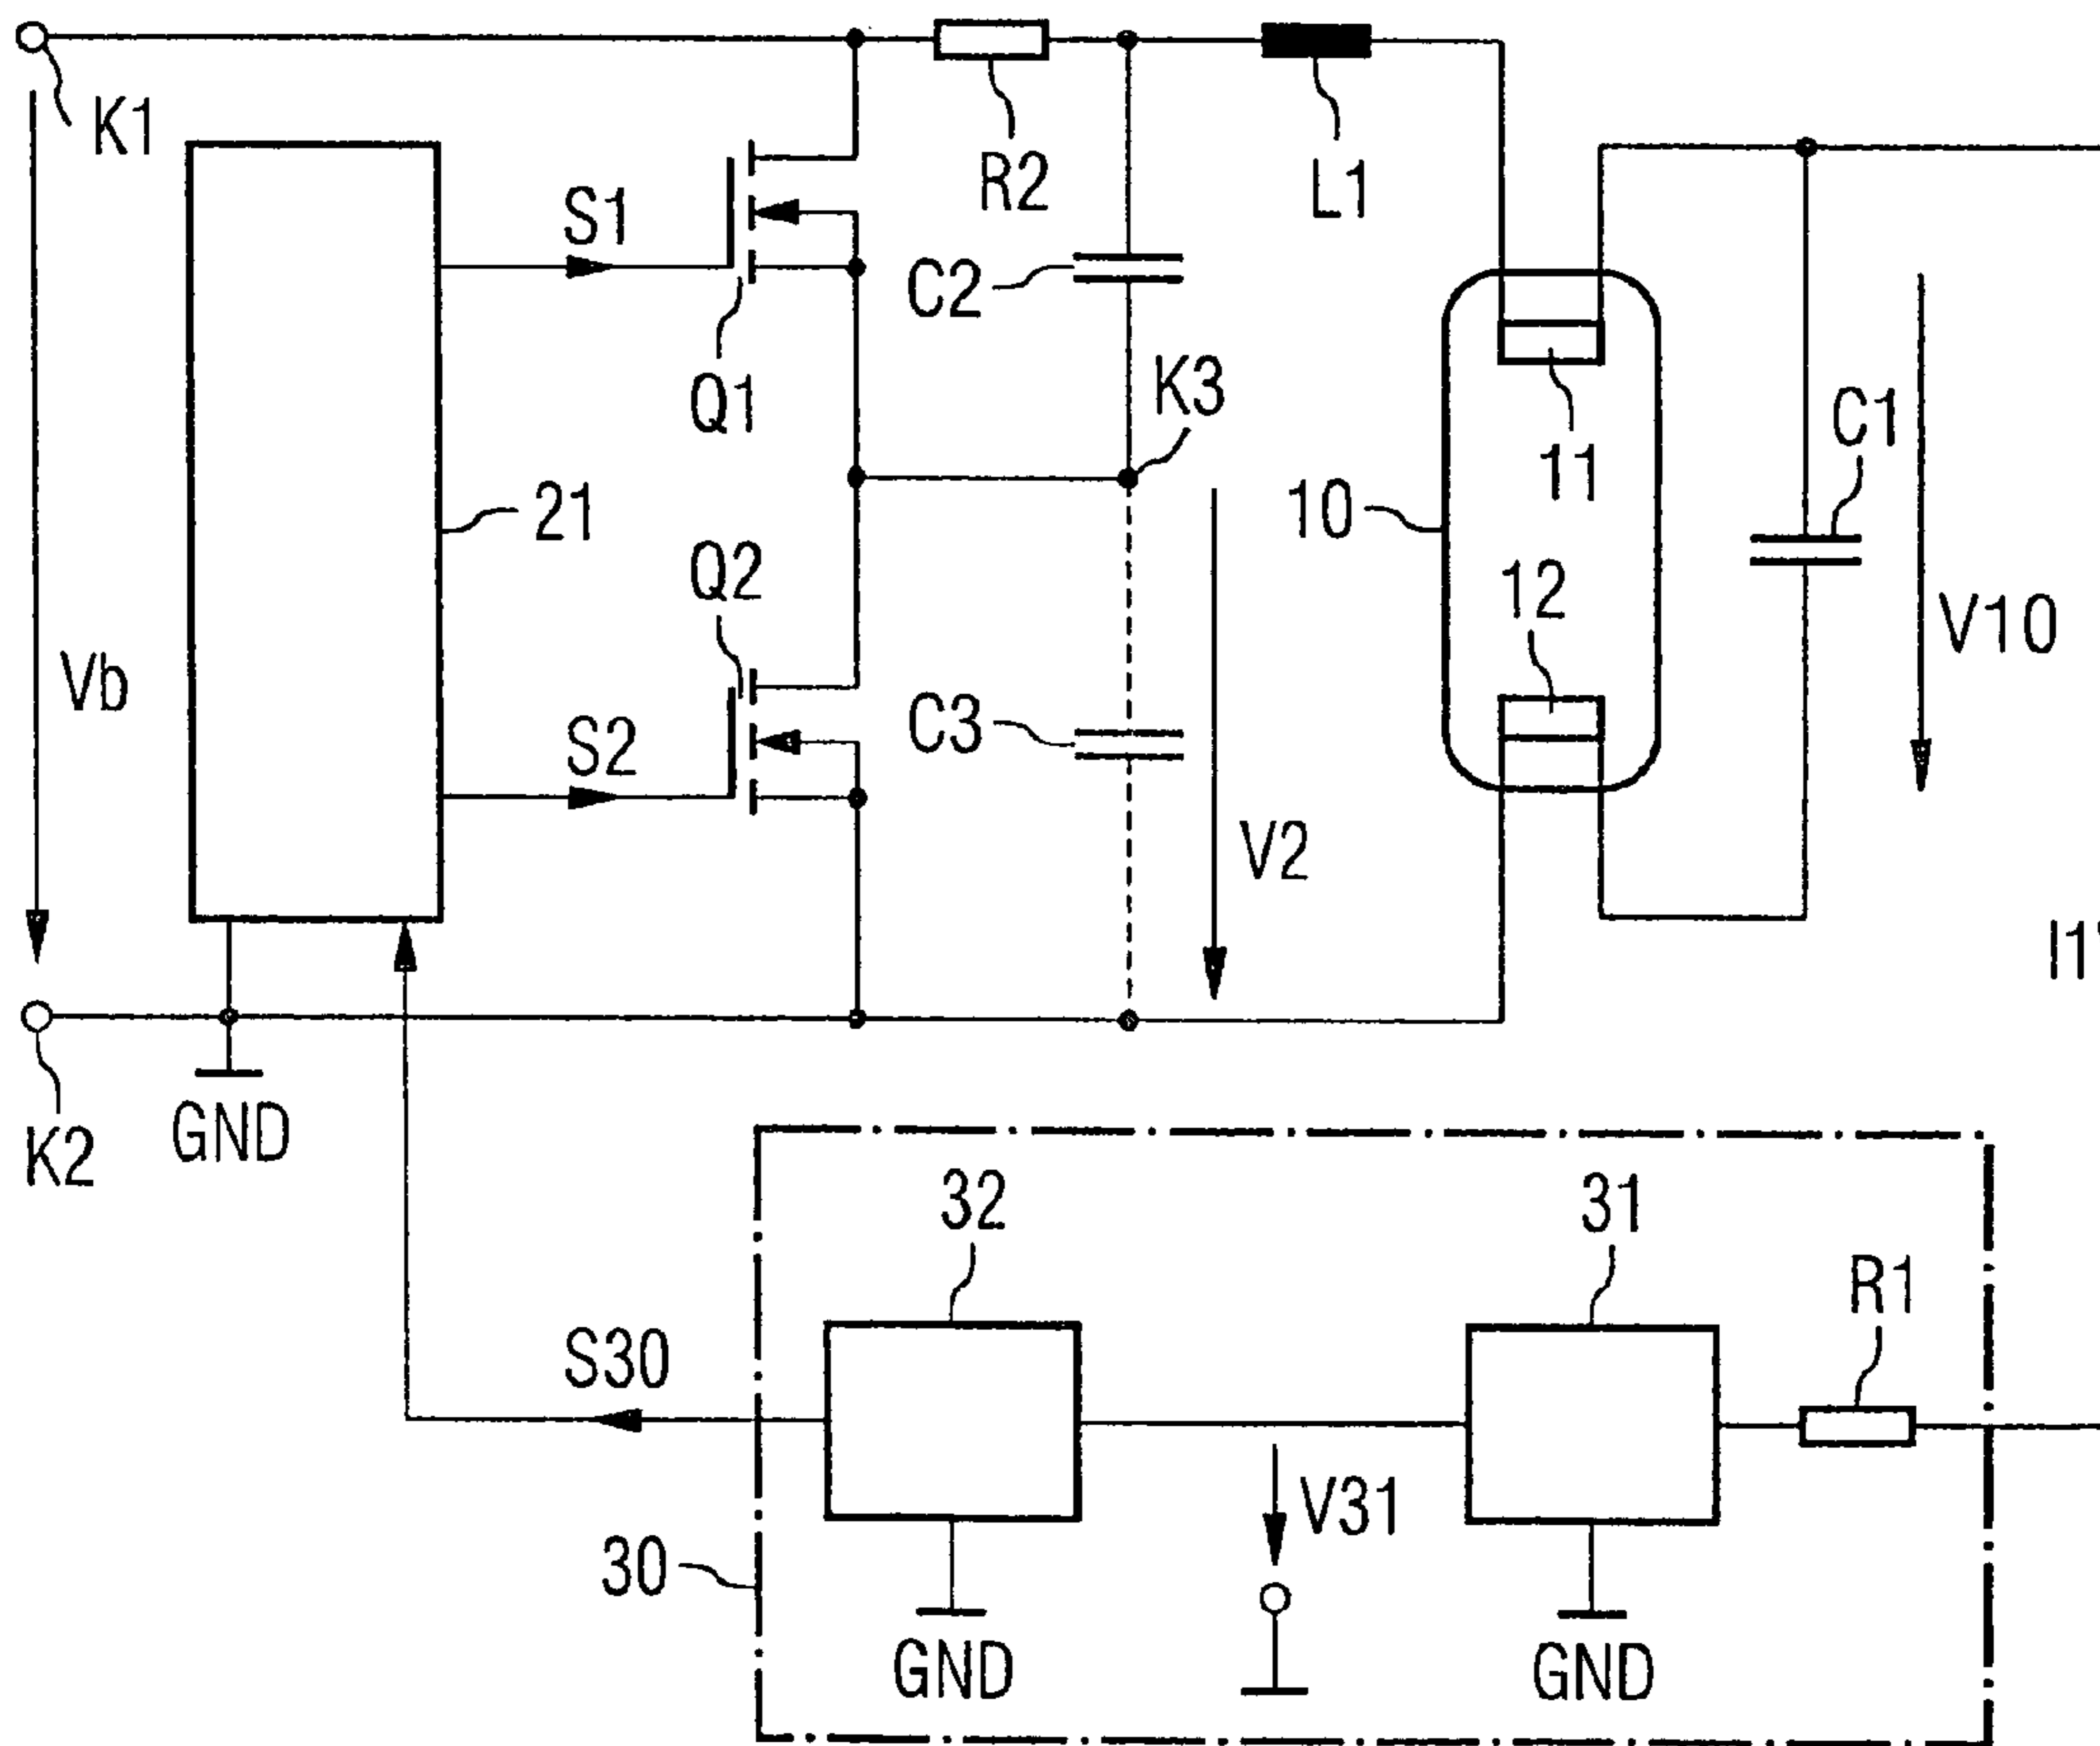 K1
R2
L1
S1
C2
Q1
K3
11
C1
10
21
Q2
12
V10
Vb
C3
S2
V2
I1'
GND
K2
32
31
R1
S30
V31
30
GND
GND